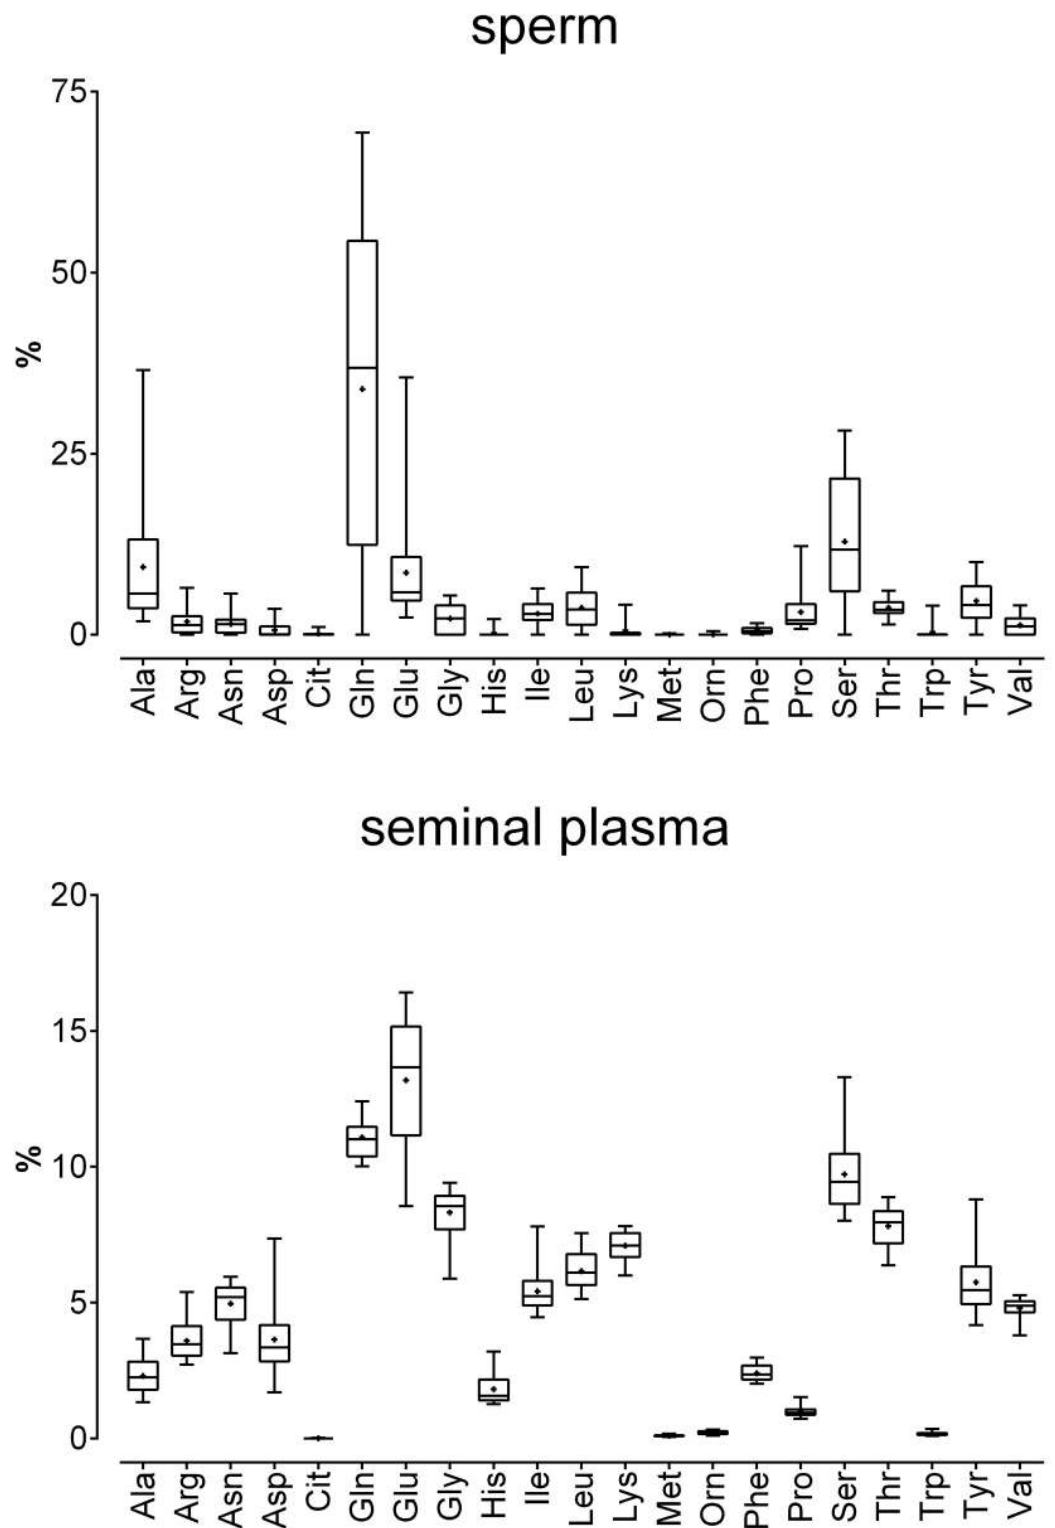 sperm
75
50
25
0
%
Ala Arg Asn Asp Cit Gln Glu Gly His Ile Leu Lys Met Orn Phe Pro Ser Thr Trp Tyr Val
seminal plasma
20
15
10
5
0
%
Ala Arg Asn Asp Cit Gln Glu Gly His Ile Leu Lys Met Orn Phe Pro Ser Thr Trp Tyr Val